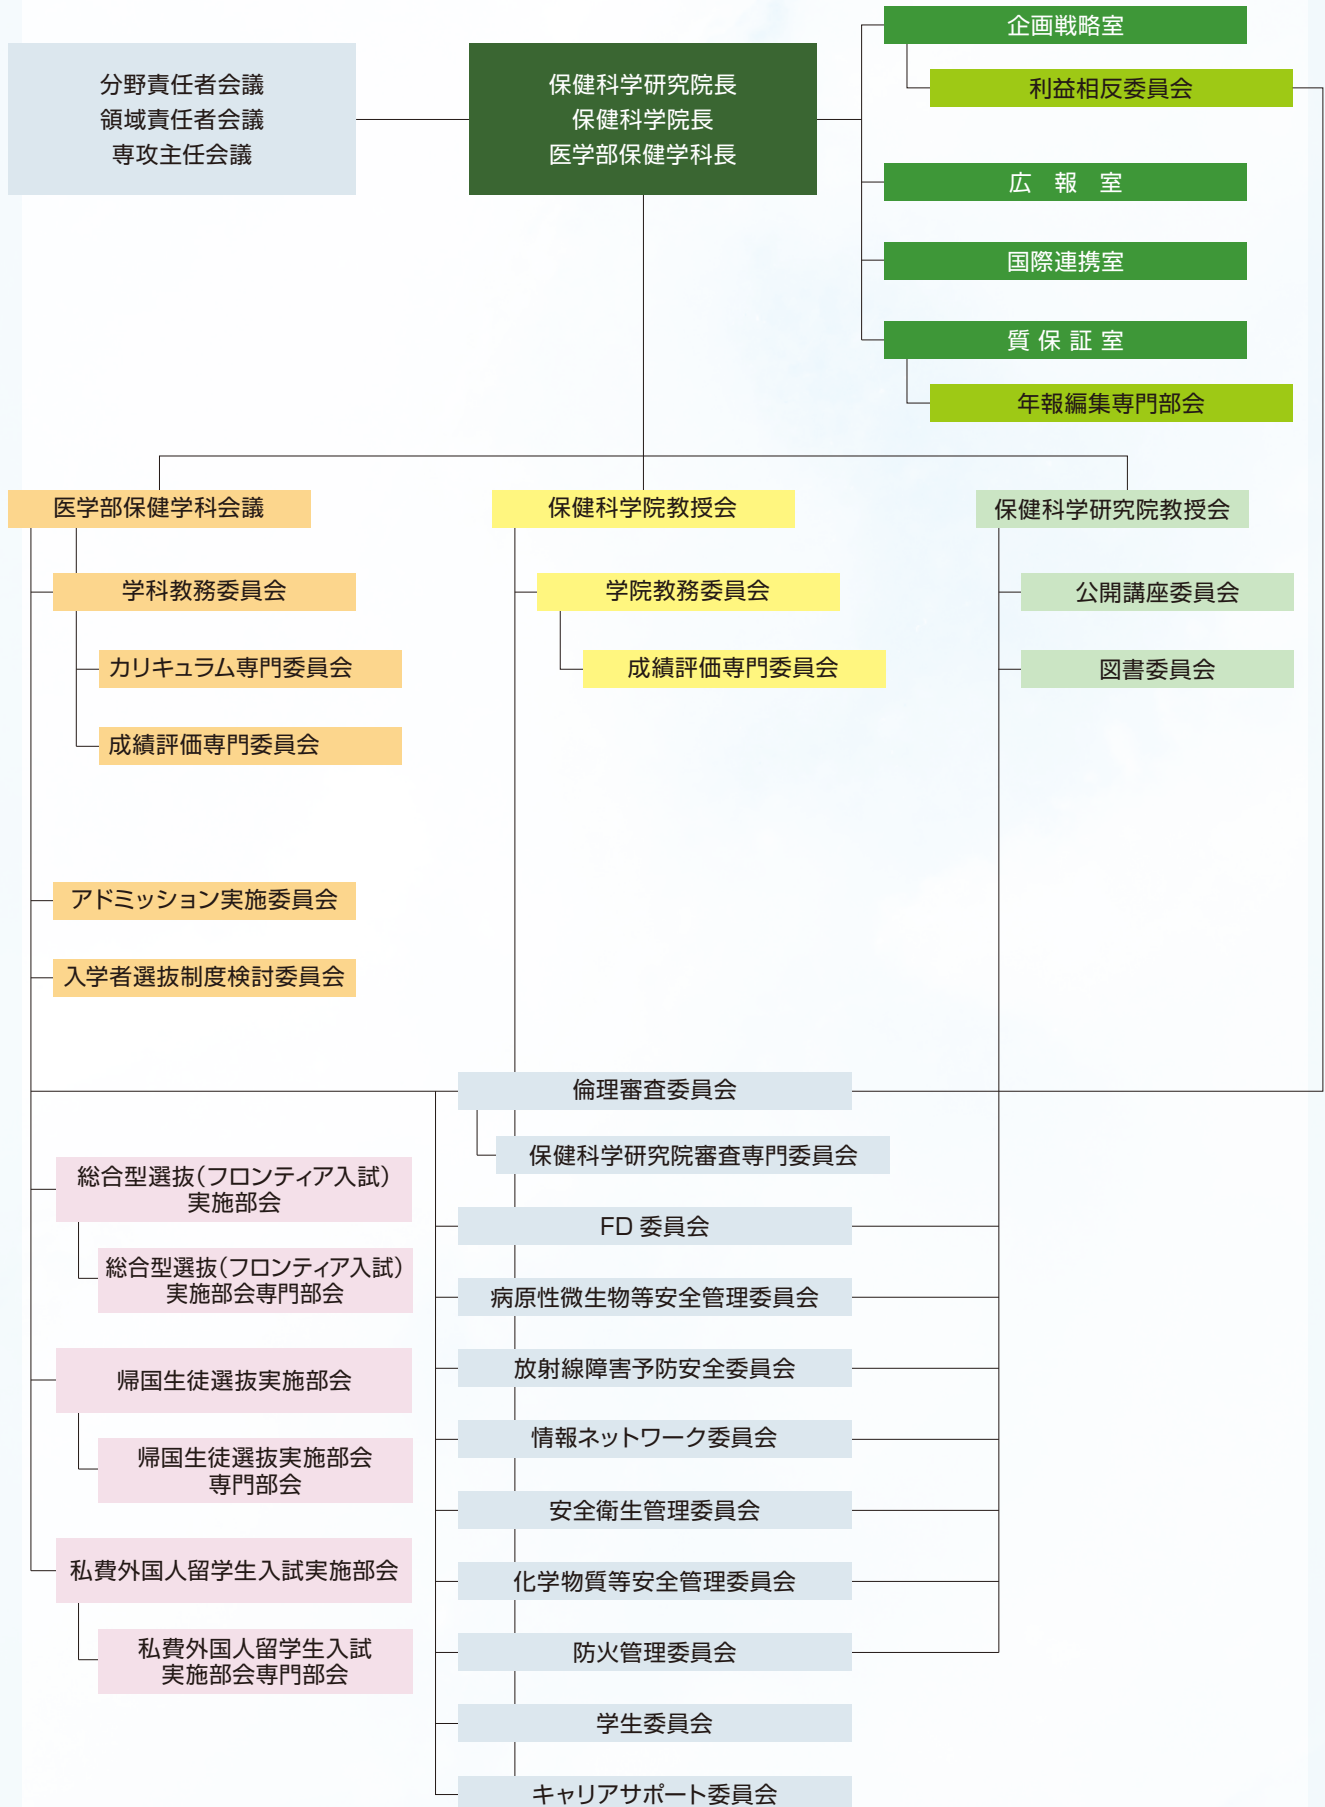 分野責任者会議
領域責任者会議
専攻主任会議
保健科学研究院長
保健科学院長
医学部保健学科長
企画戦略室
利益相反委員会
広 報 室
国際連携室
質 保 証 室
年報編集専門部会
医学部保健学科会議
学科教務委員会
カリキュラム専門委員会
成績評価専門委員会
アドミッション実施委員会
入学者選抜制度検討委員会
保健科学院教授会
学院教務委員会
成績評価専門委員会
保健科学研究院教授会
公開講座委員会
図書委員会
総合型選抜(フロンティア入試)
実施部会
総合型選抜(フロンティア入試)
実施部会専門部会
帰国生徒選抜実施部会
帰国生徒選抜実施部会
専門部会
私費外国人留学生入試実施部会
私費外国人留学生入試
実施部会専門部会
倫理審査委員会
保健科学研究院審査専門委員会
FD 委員会
病原性微生物等安全管理委員会
放射線障害予防安全委員会
情報ネットワーク委員会
安全衛生管理委員会
化学物質等安全管理委員会
防火管理委員会
学生委員会
キャリアサポート委員会